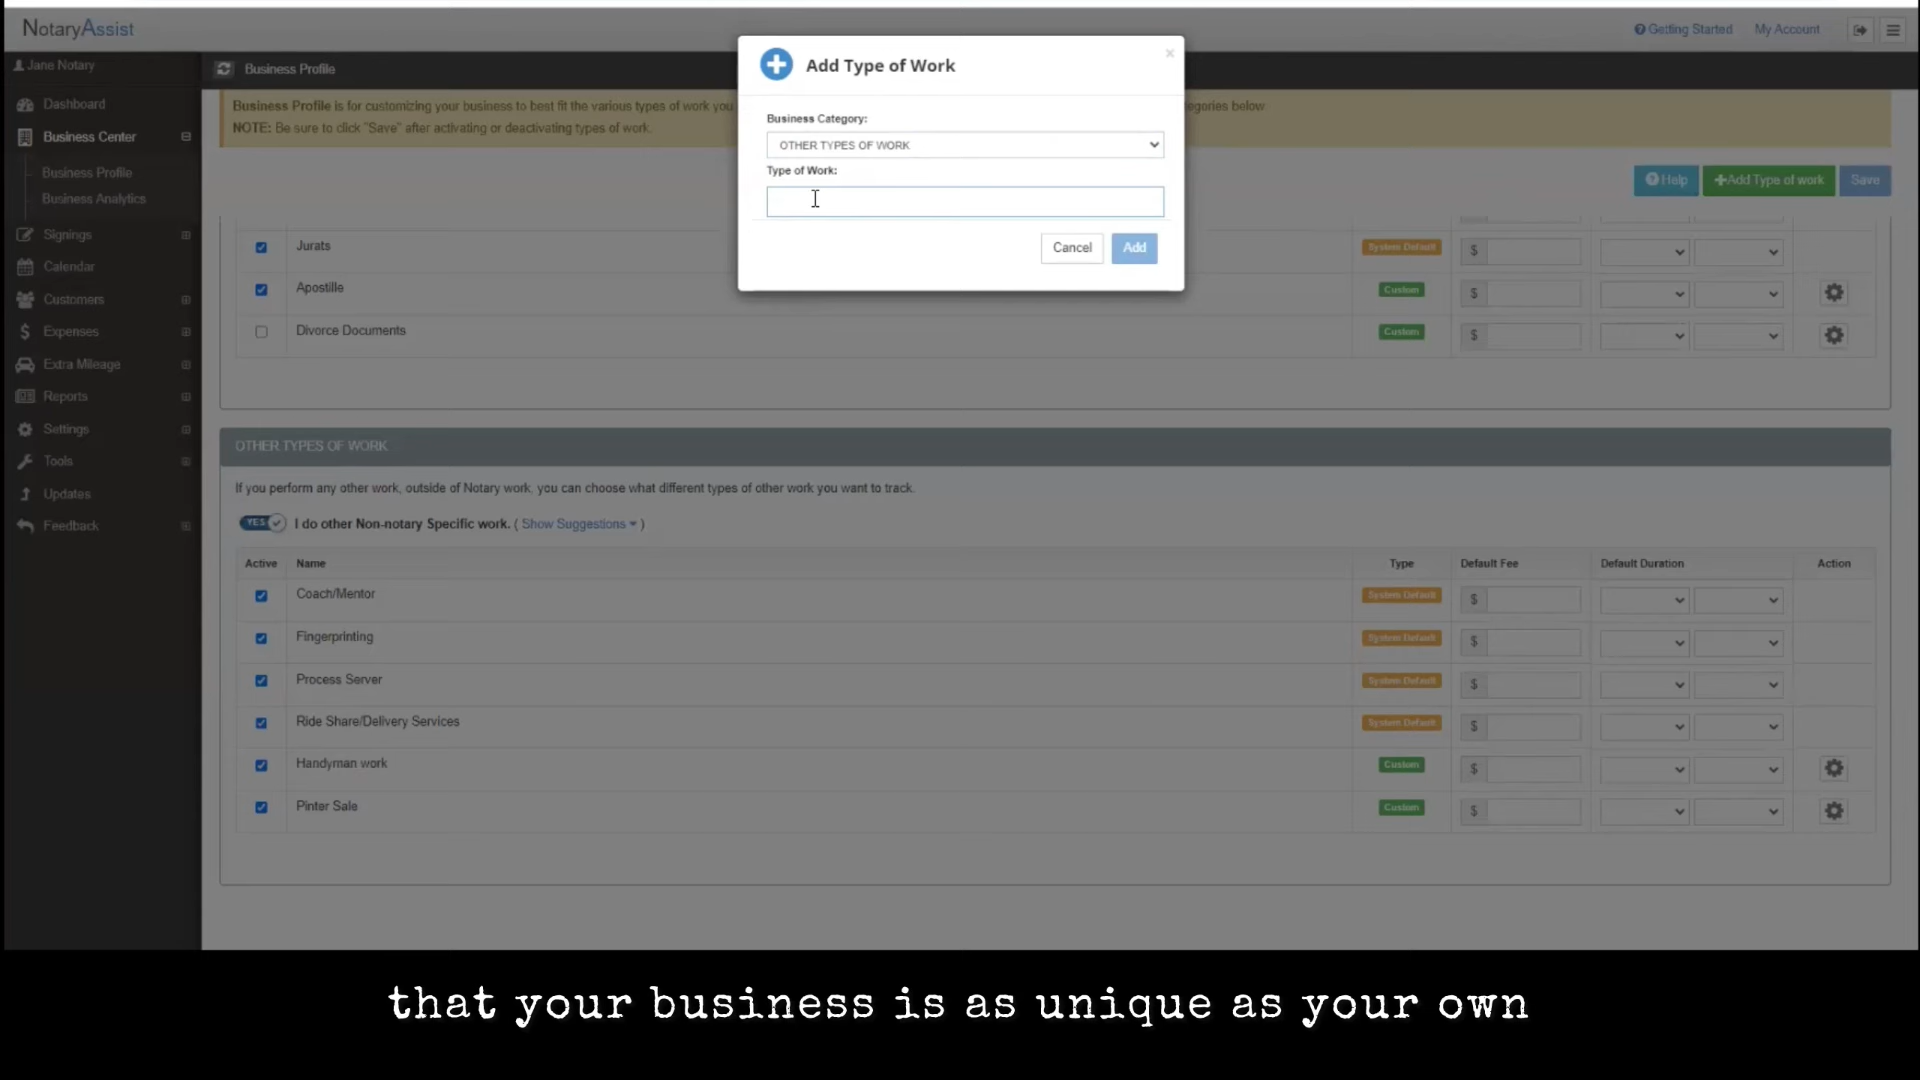 NotaryAssist
Getting Started
My Account
Jane Notary
Business Profile
Dashboard
Business Center
Business Profile
Business Analytics
Signings
Calendar
Customers
Expenses
Extra Mileage
Reports
Settings
Tools
Updates
Feedback
Business Profile is for customizing your business to best fit the various types of work you
egories below
NOTE: Be sure to click "Save" after activating or deactivating types of work.
Help
Add Type of work
Save
Add Type of Work
×
Business Category:
OTHER TYPES OF WORK
Type of Work:
Cancel
Add
Jurats
System Default
$
Apostille
Custom
$
Divorce Documents
Custom
$
OTHER TYPES OF WORK
If you perform any other work, outside of Notary work, you can choose what different types of other work you want to track.
YES
I do other Non-notary Specific work. ( Show Suggestions )
Active
Name
Type
Default Fee
Default Duration
Action
Coach/Mentor
System Default
$
Fingerprinting
System Default
$
Process Server
System Default
$
Ride Share/Delivery Services
System Default
$
Handyman work
Custom
$
Pinter Sale
Custom
$
that your business is as unique as your own